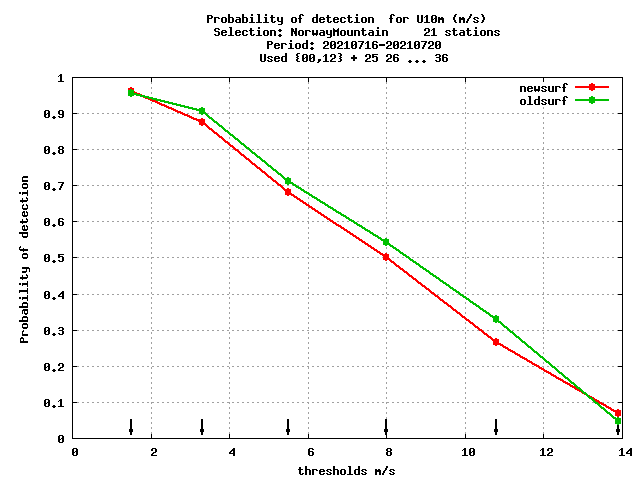 Probability of detection  for U10m (m/s)
Selection: NorwayMountain     21 stations
Period: 20210716-20210720
Used {00,12} + 25 26 ... 36
newsurf
oldsurf
Probability of detection
1
0.9
0.8
0.7
0.6
0.5
0.4
0.3
0.2
0.1
0
0 2 4 6 8 10 12 14
thresholds m/s